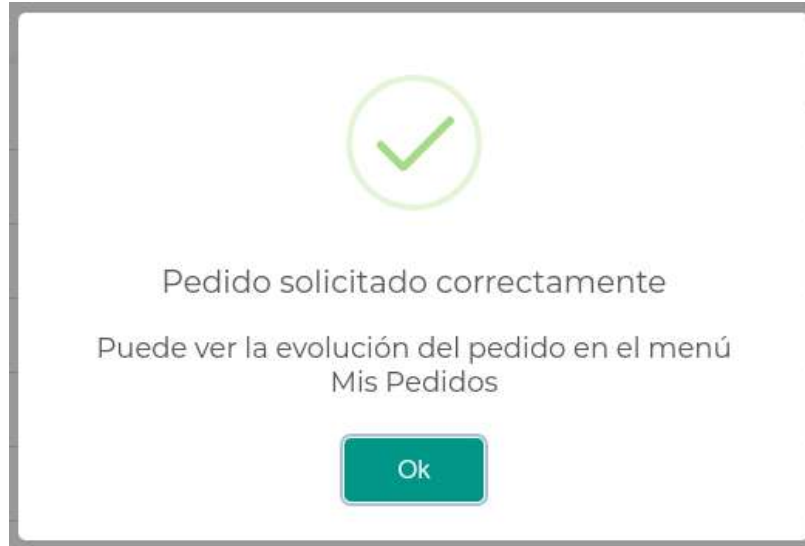 Pedido solicitado correctamente
Puede ver la evolución del pedido en el menú
Mis Pedidos
Ok